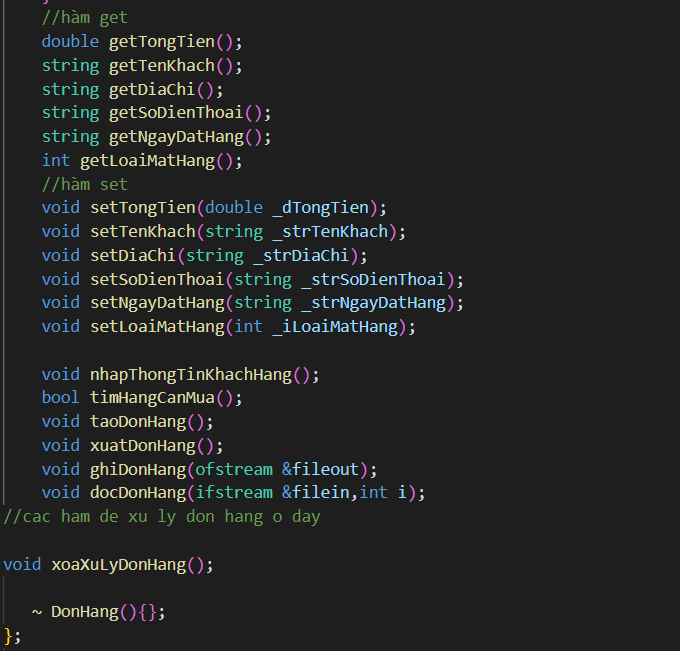 //hàm get
double getTongTien();
string getTenKhach();
string getDiaChi();
string getSoDienThoai();
string getNgayDatHang();
int getLoaiMatHang();
//hàm set
void setTongTien(double _dTongTien);
void setTenKhach(string _strTenKhach);
void setDiaChi(string _strDiaChi);
void setSoDienThoai(string _strSoDienThoai);
void setNgayDatHang(string _strNgayDatHang);
void setLoaiMatHang(int _iLoaiMatHang);
void nhapThongTinKhachHang();
bool timHangCanMua();
void taoDonHang();
void xuatDonHang();
void ghiDonHang(ofstream &fileout);
void docDonHang(ifstream &filein,int i);
//cac ham de xu ly don hang o day
void xoaXuLyDonHang();
~ DonHang(){};
};